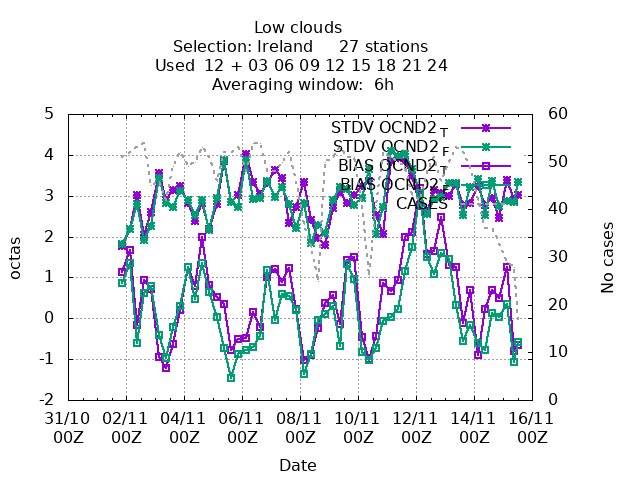 Low clouds
Selection: Ireland 27 stations
Used 12 + 03 06 09 12 15 18 21 24
Averaging window: 6h
STDV OCND2 T
STDV OCND2 F
BIAS OCND2 T
BIAS OCND2 F
CASES
5
4
3
2
1
0
-1
-2
octas
60
50
40
30
20
10
0
No cases
31/10 02/11 04/11 06/11 08/11 10/11 12/11 14/11 16/11
00Z 00Z 00Z 00Z 00Z 00Z 00Z 00Z 00Z
Date